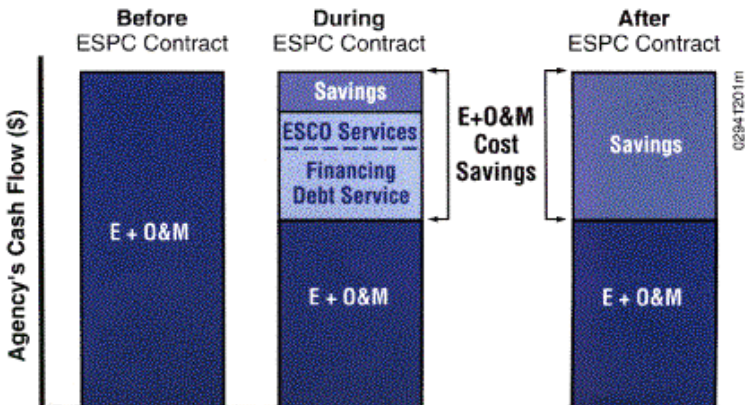 Before
ESPC Contract
During
ESPC Contract
After
ESPC Contract
Agency's Cash Flow ($)
E + O&M
Savings
ESCO Services
Financing
Debt Service
E + O&M
E+O&M
Cost
Savings
Savings
E + O&M
02941201m